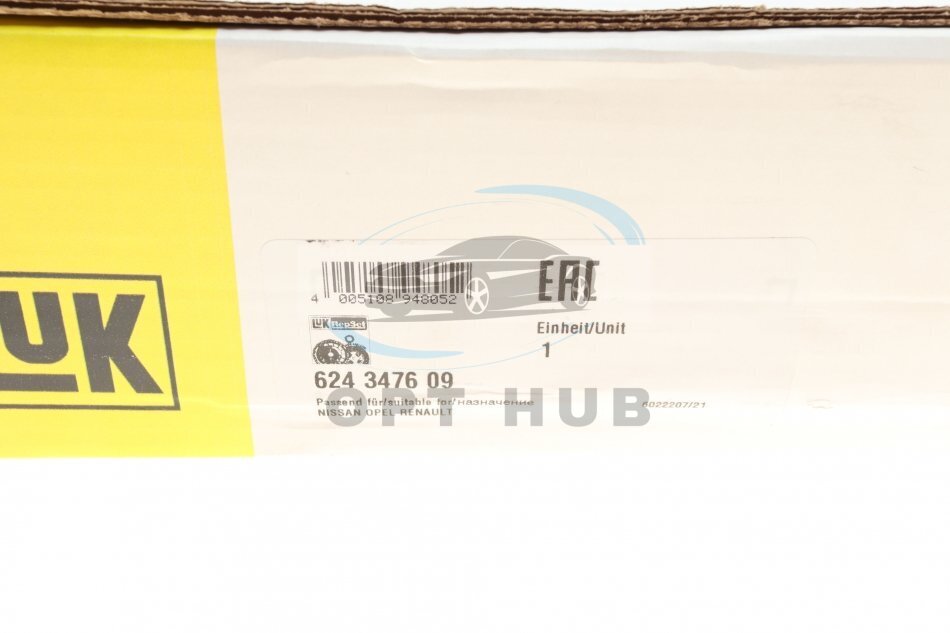 LUK
4 005108 948052
EAC
LUK RepSet
Einheit/Unit
1
624 3476 09
Passend für/suitable for/назначение
NISSAN OPEL RENAULT
6022207/21
OPT HUB